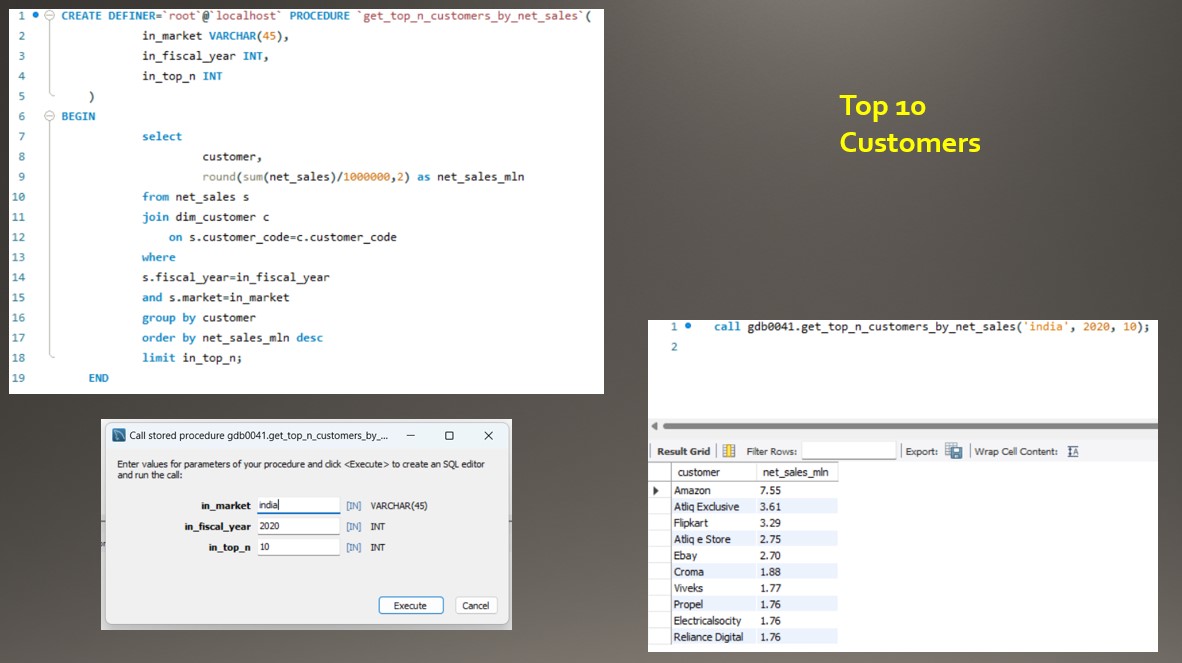 1 CREATE DEFINER=`root`@`localhost` PROCEDURE `get_top_n_customers_by_net_sales`(
2 in_market VARCHAR(45),
3 in_fiscal_year INT,
4 in_top_n INT
5 )
6 BEGIN
7 select
8 customer,
9 round(sum(net_sales)/1000000,2) as net_sales_mln
10 from net_sales s
11 join dim_customer c
12 on s.customer_code=c.customer_code
13 where
14 s.fiscal_year=in_fiscal_year
15 and s.market=in_market
16 group by customer
17 order by net_sales_mln desc
18 limit in_top_n;
19 END
Top 10
Customers
Call stored procedure gdb0041.get_top_n_customers_by_...
Enter values for parameters of your procedure and click <Execute> to create an SQL editor
and run the call:
in_market india [IN] VARCHAR(45)
in_fiscal_year 2020 [IN] INT
in_top_n 10 [IN] INT
Execute Cancel
1 call gdb0041.get_top_n_customers_by_net_sales('india', 2020, 10);
2
Result Grid Filter Rows: Export: Wrap Cell Content:
customer net_sales_mln
Amazon 7.55
Atliq Exclusive 3.61
Flipkart 3.29
Atliq e Store 2.75
Ebay 2.70
Croma 1.88
Viveks 1.77
Propel 1.76
Electricalsocity 1.76
Reliance Digital 1.76